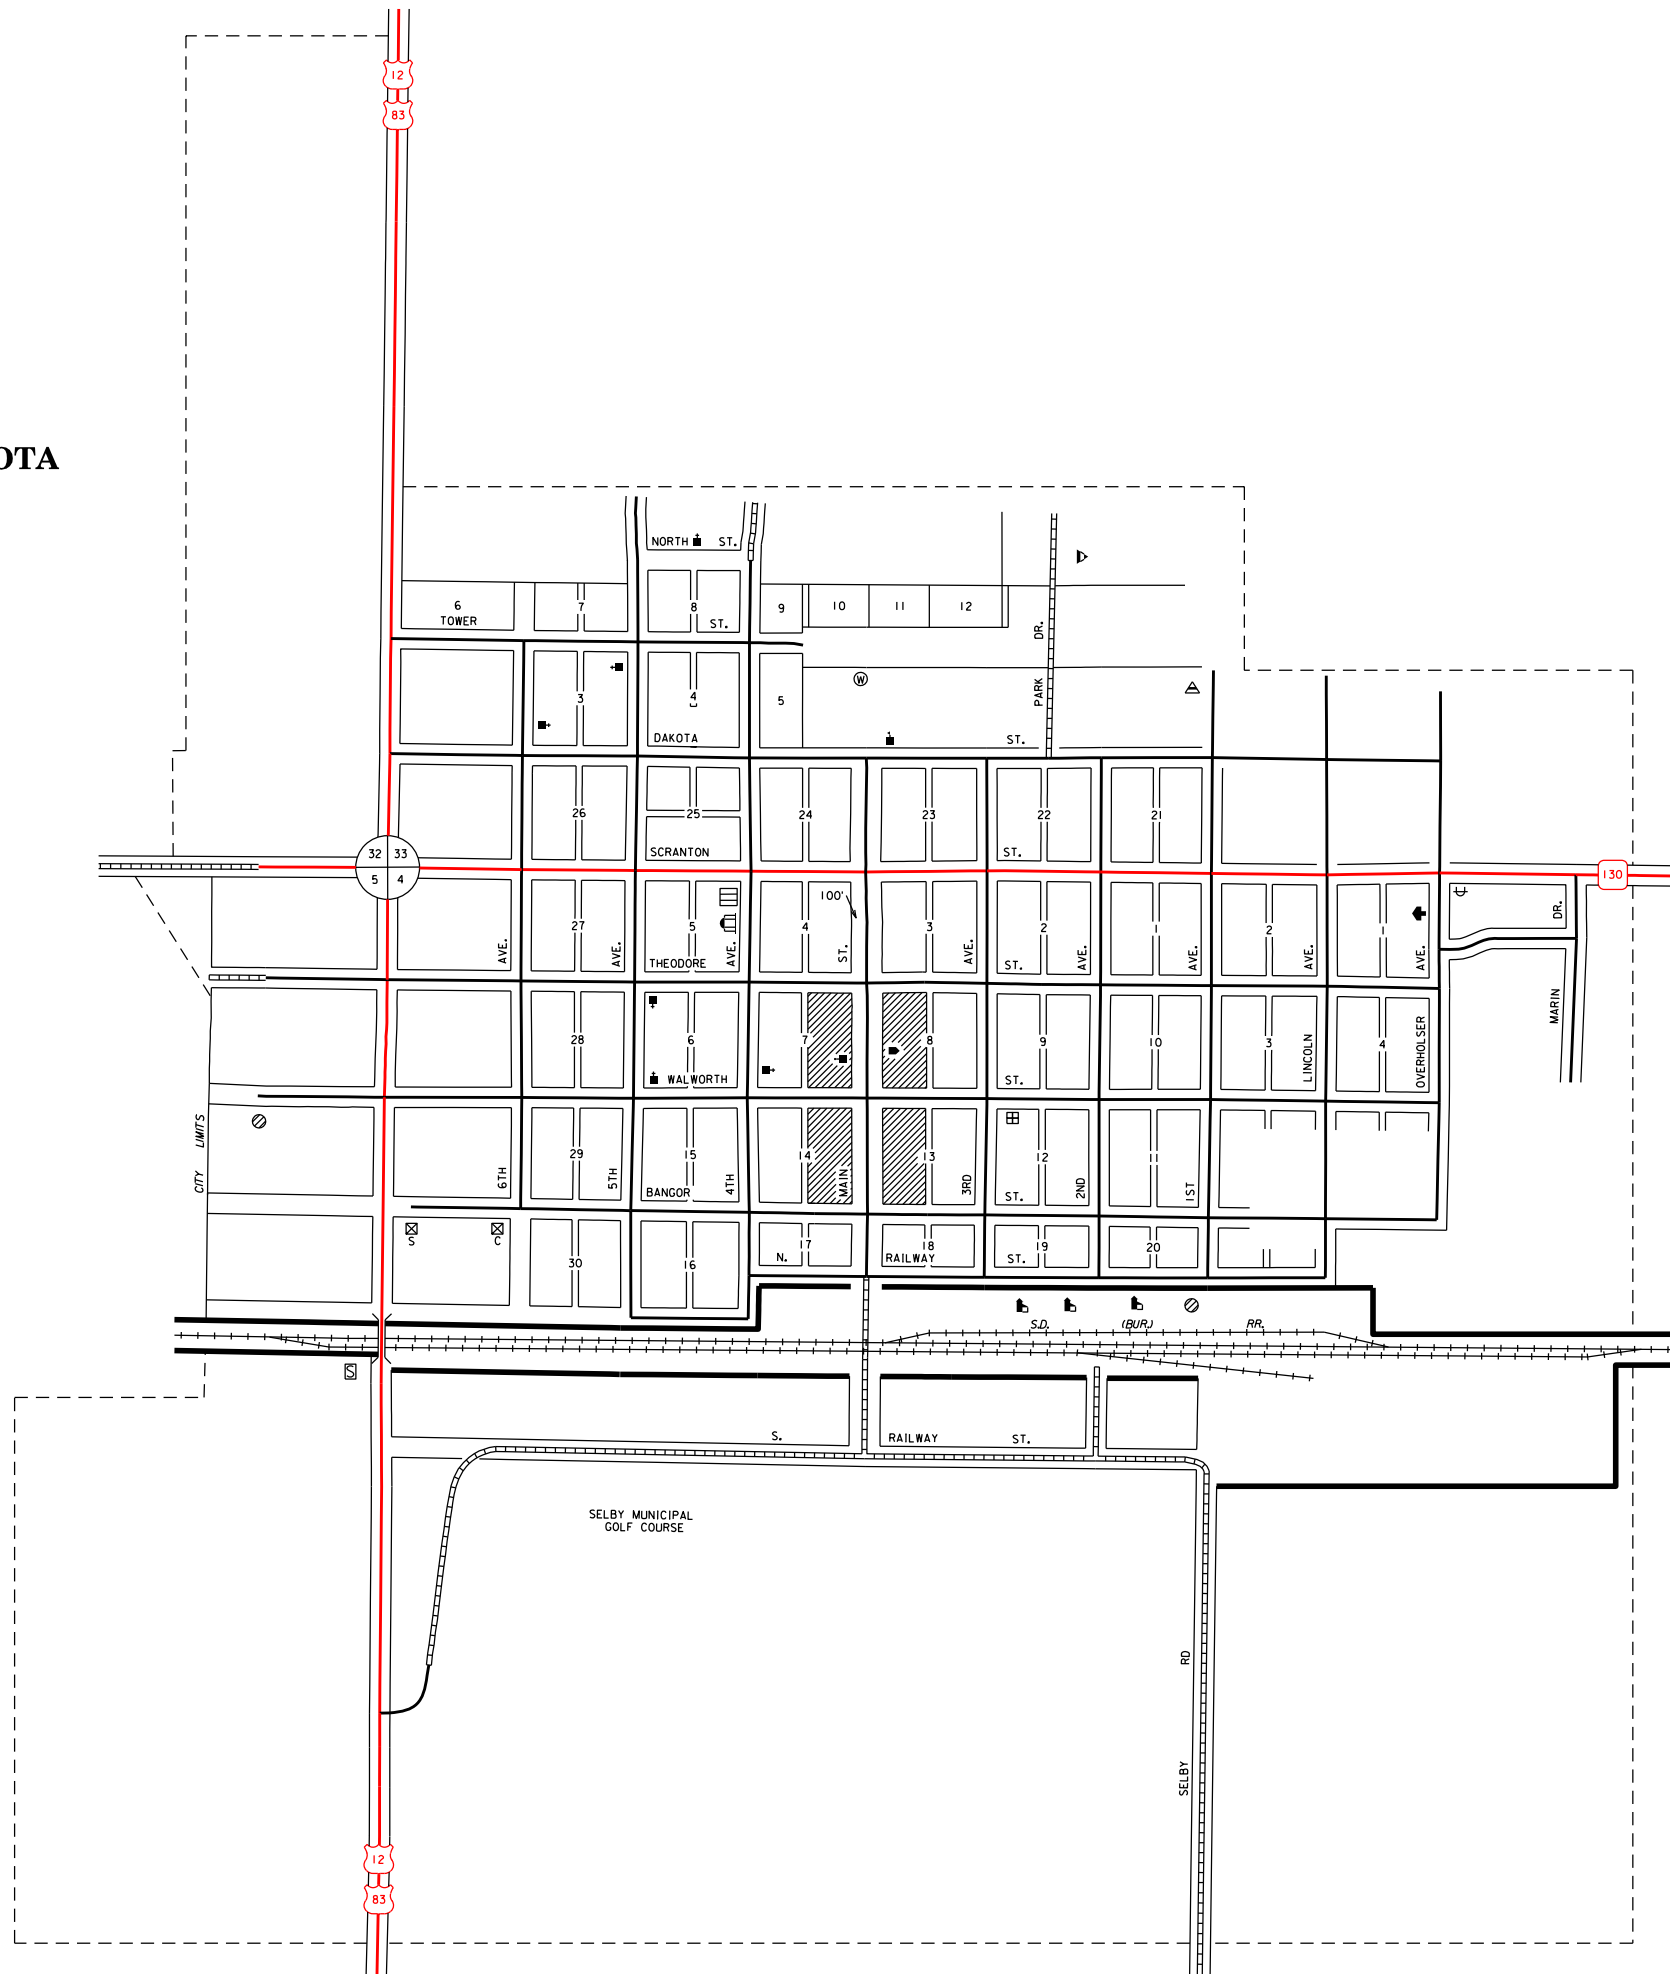 12
83
OTA
NORTH ST.
6 7 8 9 10 11 12
TOWER ST.
DR.
PARK
3 4 5
W
DAKOTA ST.
26 25 24 23 22 21
SCRANTON ST.
32 33
5 4
130
100'
27 5 4 3 2 1 2 1
AVE. AVE. AVE. ST. AVE. AVE. AVE. AVE. AVE. DR.
THEODORE ST.
28 6 7 8 9 10 3 4
LINCOLN
OVERHOLSER
MARIN
WALWORTH ST.
CITY LIMITS
29 15 14 13 12 11
6TH 5TH 4TH MAIN 3RD 2ND 1ST
BANGOR ST.
S C
30 16 17 18 19 20
N. RAILWAY ST.
S.D. (BUR.) RR.
S
S. RAILWAY ST.
SELBY MUNICIPAL
GOLF COURSE
SELBY RD
12
83